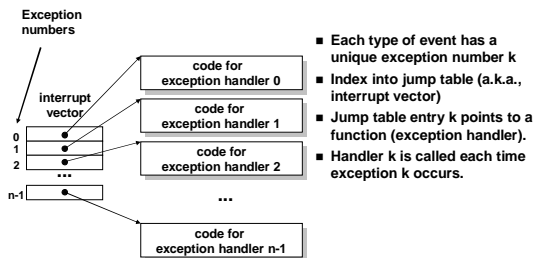 Exception
numbers
interrupt
vector
0
1
2
...
n-1
code for
exception handler 0
code for
exception handler 1
code for
exception handler 2
...
code for
exception handler n-1
■ Each type of event has a
unique exception number k
■ Index into jump table (a.k.a.,
interrupt vector)
■ Jump table entry k points to a
function (exception handler).
■ Handler k is called each time
exception k occurs.